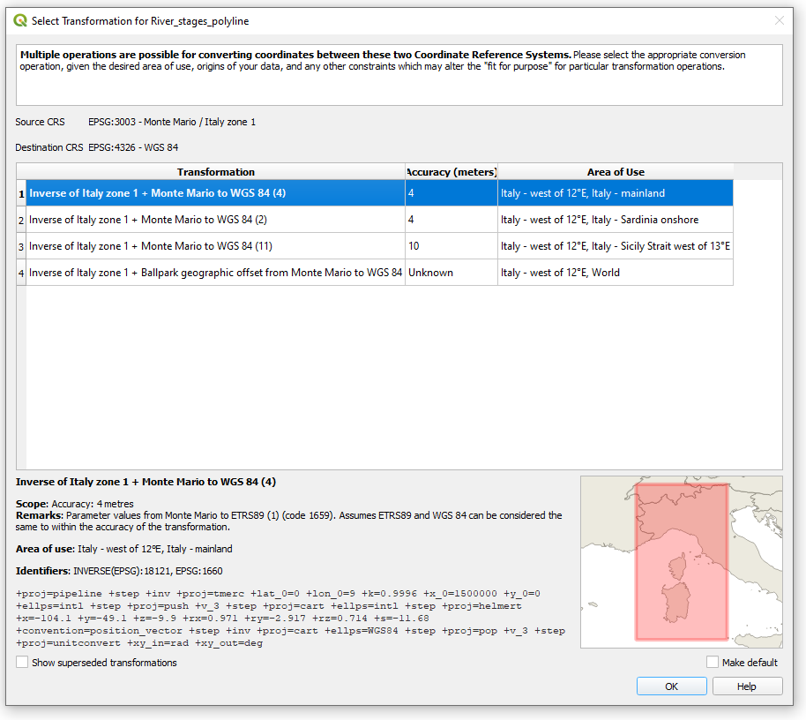 Select Transformation for River_stages_polyline
Multiple operations are possible for converting coordinates between these two Coordinate Reference Systems. Please select the appropriate conversion
operation, given the desired area of use, origins of your data, and any other constraints which may alter the "fit for purpose" for particular transformation operations.
Source CRS EPSG:3003 - Monte Mario / Italy zone 1
Destination CRS EPSG:4326 - WGS 84
Transformation Accuracy (meters) Area of Use
1 Inverse of Italy zone 1 + Monte Mario to WGS 84 (4) 4 Italy - west of 12°E, Italy - mainland
2 Inverse of Italy zone 1 + Monte Mario to WGS 84 (2) 4 Italy - west of 12°E, Italy - Sardinia onshore
3 Inverse of Italy zone 1 + Monte Mario to WGS 84 (11) 10 Italy - west of 12°E, Italy - Sicily Strait west of 13°E
4 Inverse of Italy zone 1 + Ballpark geographic offset from Monte Mario to WGS 84 Unknown Italy - west of 12°E, World
Inverse of Italy zone 1 + Monte Mario to WGS 84 (4)
Scope: Accuracy: 4 metres
Remarks: Parameter values from Monte Mario to ETRS89 (1) (code 1659). Assumes ETRS89 and WGS 84 can be considered the
same to within the accuracy of the transformation.
Area of use: Italy - west of 12°E, Italy - mainland
Identifiers: INVERSE(EPSG):18121, EPSG:1660
+proj=pipeline +step +inv +proj=tmerc +lat_0=0 +lon_0=9 +k=0.9996 +x_0=1500000 +y_0=0
+ellps=intl +step +proj=push +v_3 +step +proj=cart +ellps=intl +step +proj=helmert
+x=-104.1 +y=-49.1 +z=-9.9 +rx=0.971 +ry=-2.917 +rz=0.714 +s=-11.68
+convention=position_vector +step +inv +proj=cart +ellps=WGS84 +step +proj=pop +v_3 +step
+proj=unitconvert +xy_in=rad +xy_out=deg
Show superseded transformations
Make default
OK
Help